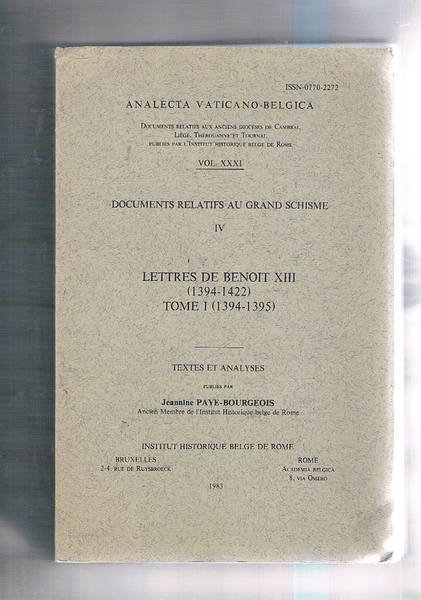 ISSN-0770-2272
ANALECTA VATICANO-BELGICA
DOCUMENTS RELATIFS AUX ANCIENS DIOCÈSES DE CAMBRAI,
LIÈGE, THÉROUANNE ET TOURNAI
PUBLIÉS PAR L'INSTITUT HISTORIQUE BELGE DE ROME
VOL. XXXI
DOCUMENTS RELATIFS AU GRAND SCHISME
IV
LETTRES DE BENOIT XIII
(1394-1422)
TOME I (1394-1395)
TEXTES ET ANALYSES
PUBLIÉS PAR
Jeannine PAYE-BOURGEOIS
Ancien Membre de l'Institut Historique belge de Rome
INSTITUT HISTORIQUE BELGE DE ROME
BRUXELLES ROME
2-4, RUE DE RUYSBROECK ACADEMIA BELGICA
8, VIA OMERO
1983